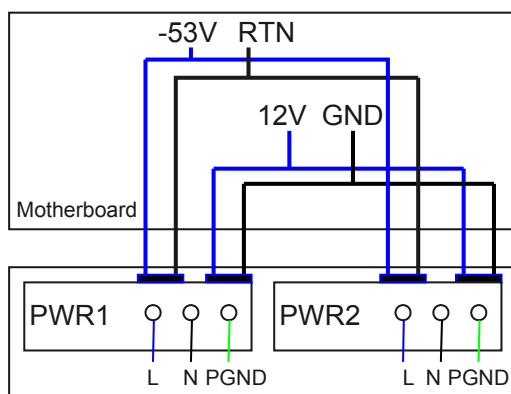 -53V RTN
12V GND
Motherboard
PWR1 PWR2
L N PGND L N PGND